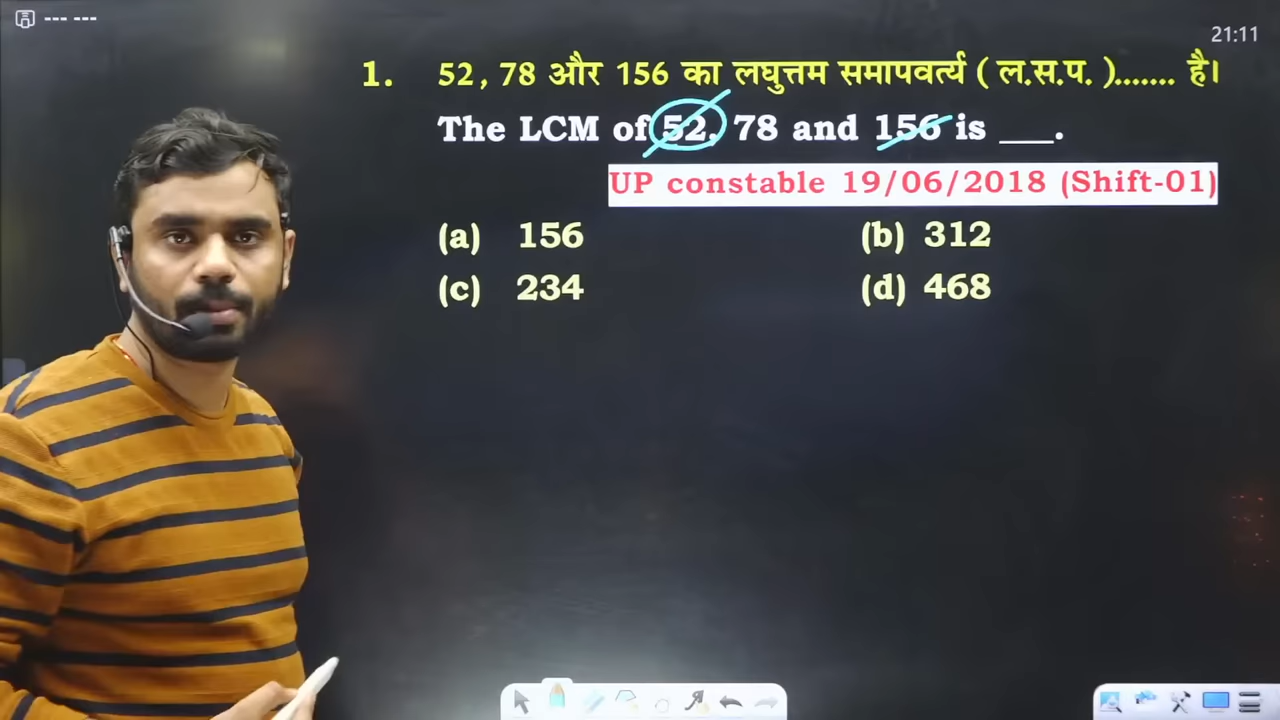 --- ---
21:11
1. 52, 78 और 156 का लघुत्तम समापवर्त्य ( ल.स.प. )....... है।
The LCM of 52, 78 and 156 is ___.
UP constable 19/06/2018 (Shift-01)
(a) 156
(b) 312
(c) 234
(d) 468